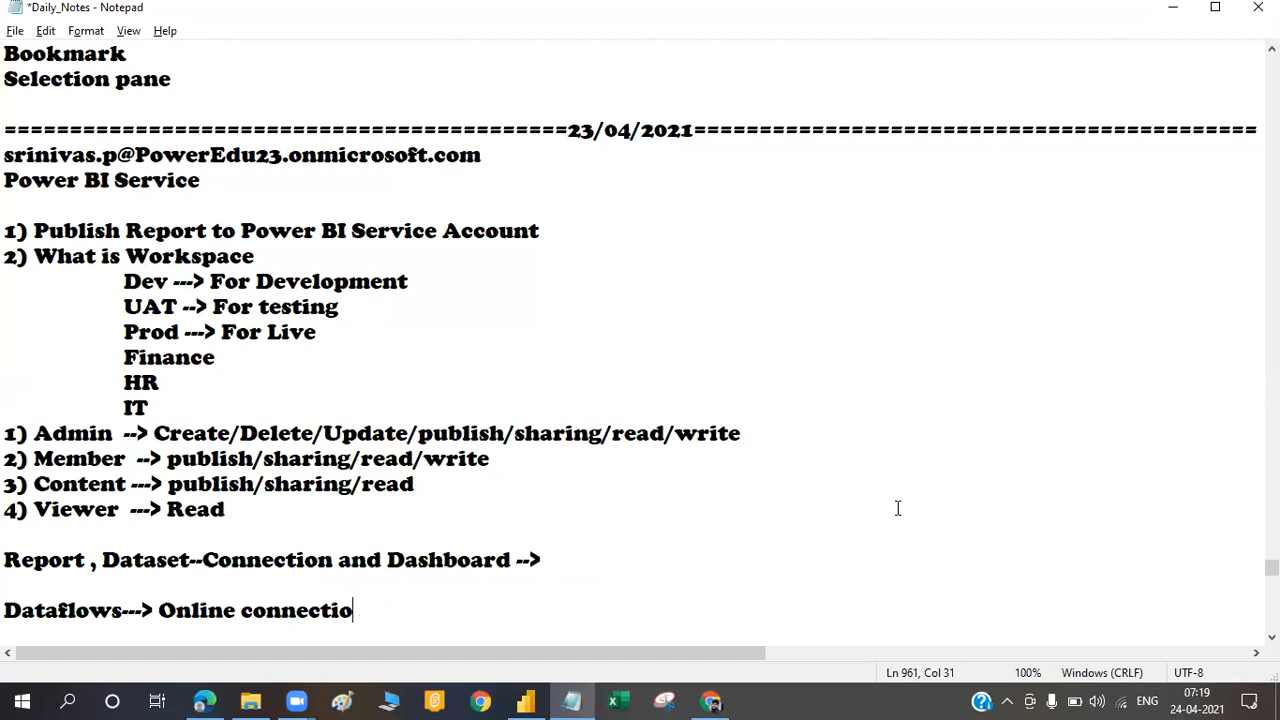 *Daily_Notes - Notepad
File Edit Format View Help
Bookmark
Selection pane
===========================================23/04/2021===========================================
srinivas.p@PowerEdu23.onmicrosoft.com
Power BI Service
1) Publish Report to Power BI Service Account
2) What is Workspace
Dev ---> For Development
UAT --> For testing
Prod ---> For Live
Finance
HR
IT
1) Admin --> Create/Delete/Update/publish/sharing/read/write
2) Member --> publish/sharing/read/write
3) Content ---> publish/sharing/read
4) Viewer ---> Read
Report , Dataset--Connection and Dashboard -->
Dataflows---> Online connectio
Ln 961, Col 31 100% Windows (CRLF) UTF-8
ENG 07:19
24-04-2021